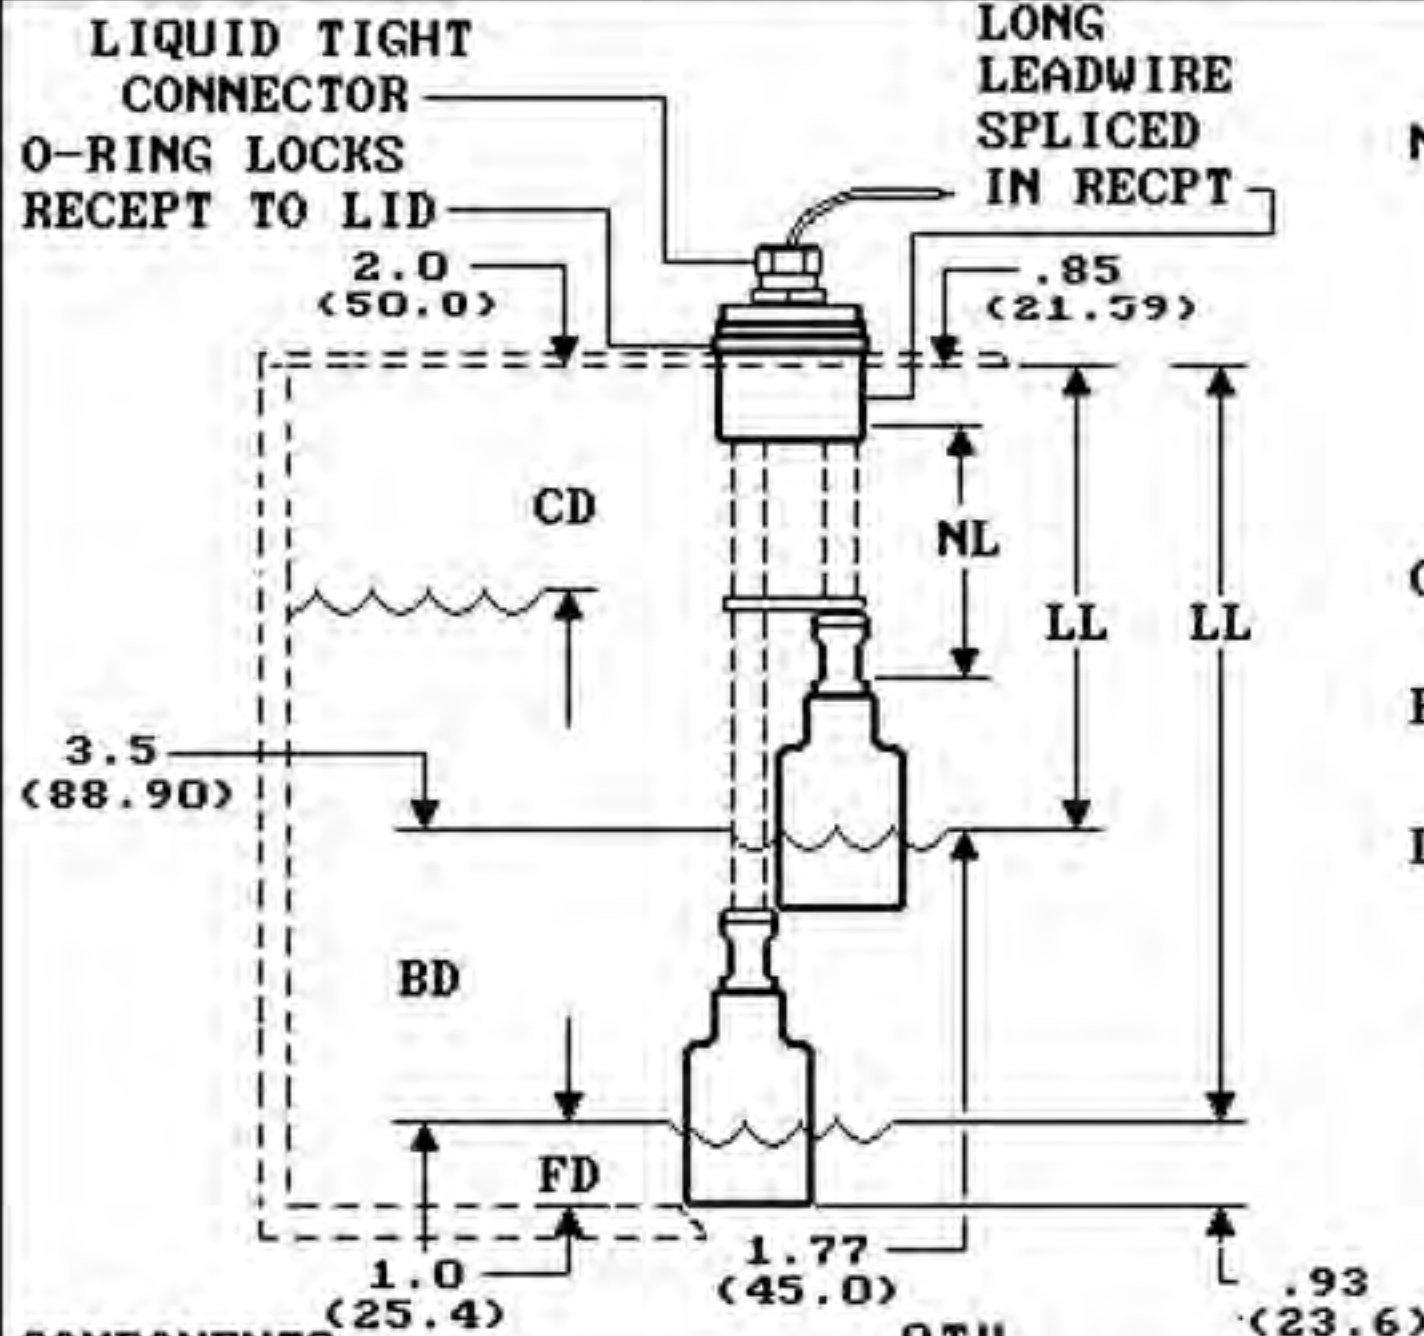 LIQUID TIGHT
CONNECTOR
O-RING LOCKS
RECEPT TO LID
LONG
LEADWIRE
SPLICED
IN RECPT
2.0
(50.0)
.85
(21.59)
CD
NL
LL
LL
3.5
(88.90)
BD
FD
1.0
(25.4)
1.77
(45.0)
.93
(23.6)